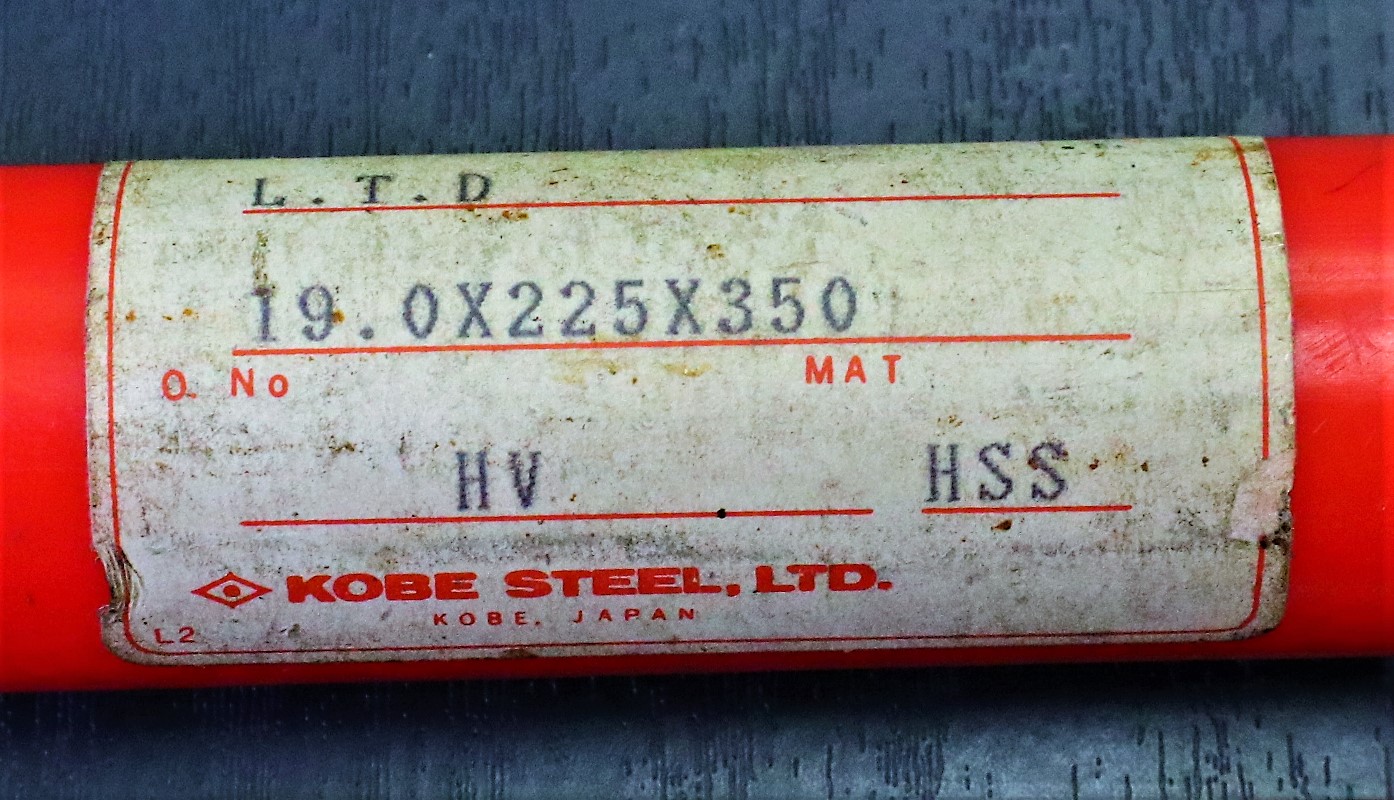 L.T.D
19.0X225X350
O. No MAT
HV HSS
KOBE STEEL, LTD.
KOBE, JAPAN
L2